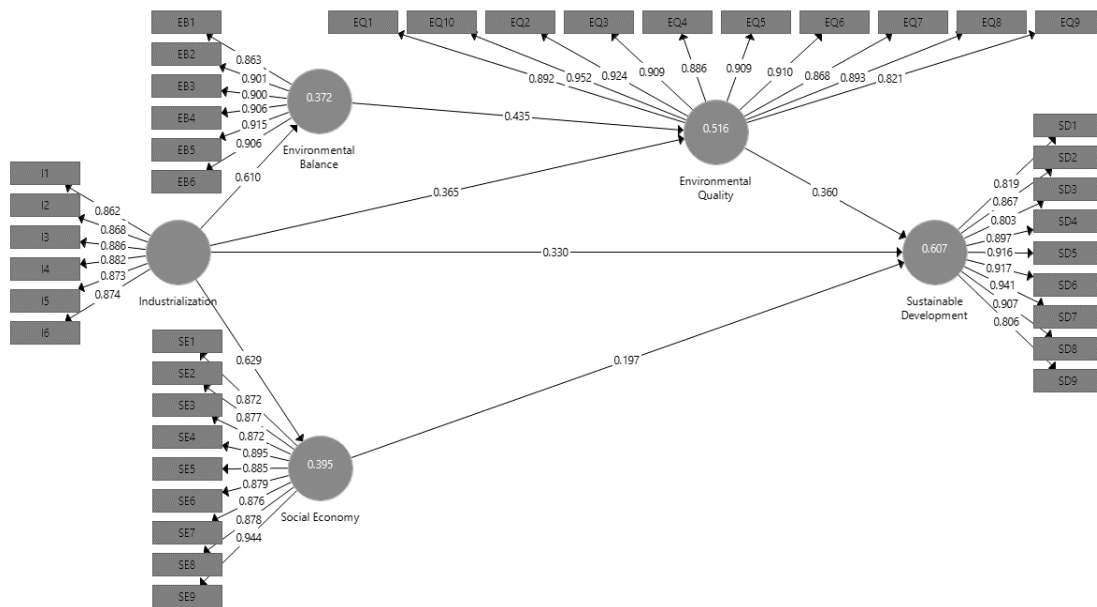 EB1
EB2
EB3
EB4
EB5
EB6
0.863
0.901
0.900
0.906
0.915
0.906
0.610
0.372
Environmental
Balance
EQ1
EQ10
EQ2
EQ3
EQ4
EQ5
EQ6
EQ7
EQ8
EQ9
0.892
0.952
0.924
0.909
0.886
0.909
0.910
0.868
0.893
0.821
0.435
0.516
Environmental
Quality
0.365
0.360
I1
I2
I3
I4
I5
I6
0.862
0.868
0.886
0.882
0.873
0.874
Industrialization
0.330
0.629
0.197
SD1
SD2
SD3
SD4
SD5
SD6
SD7
SD8
SD9
0.819
0.867
0.803
0.897
0.916
0.917
0.941
0.907
0.806
0.607
Sustainable
Development
SE1
SE2
SE3
SE4
SE5
SE6
SE7
SE8
SE9
0.872
0.877
0.872
0.895
0.885
0.879
0.876
0.878
0.944
0.395
Social Economy